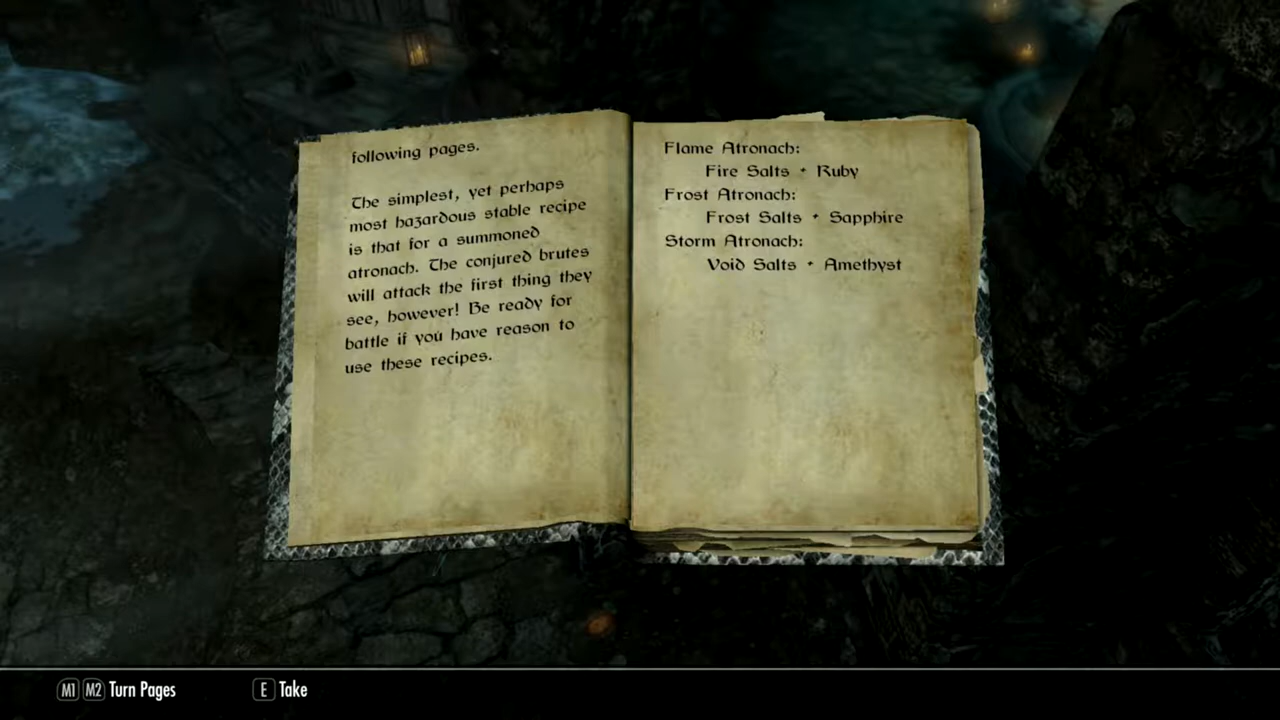 following pages.
The simplest, yet perhaps
most hazardous stable recipe
is that for a summoned
atronach. The conjured brutes
will attack the first thing they
see, however! Be ready for
battle if you have reason to
use these recipes.
Flame Atronach:
Fire Salts + Ruby
Frost Atronach:
Frost Salts + Sapphire
Storm Atronach:
Void Salts + Amethyst
M1 M2 Turn Pages
E Take